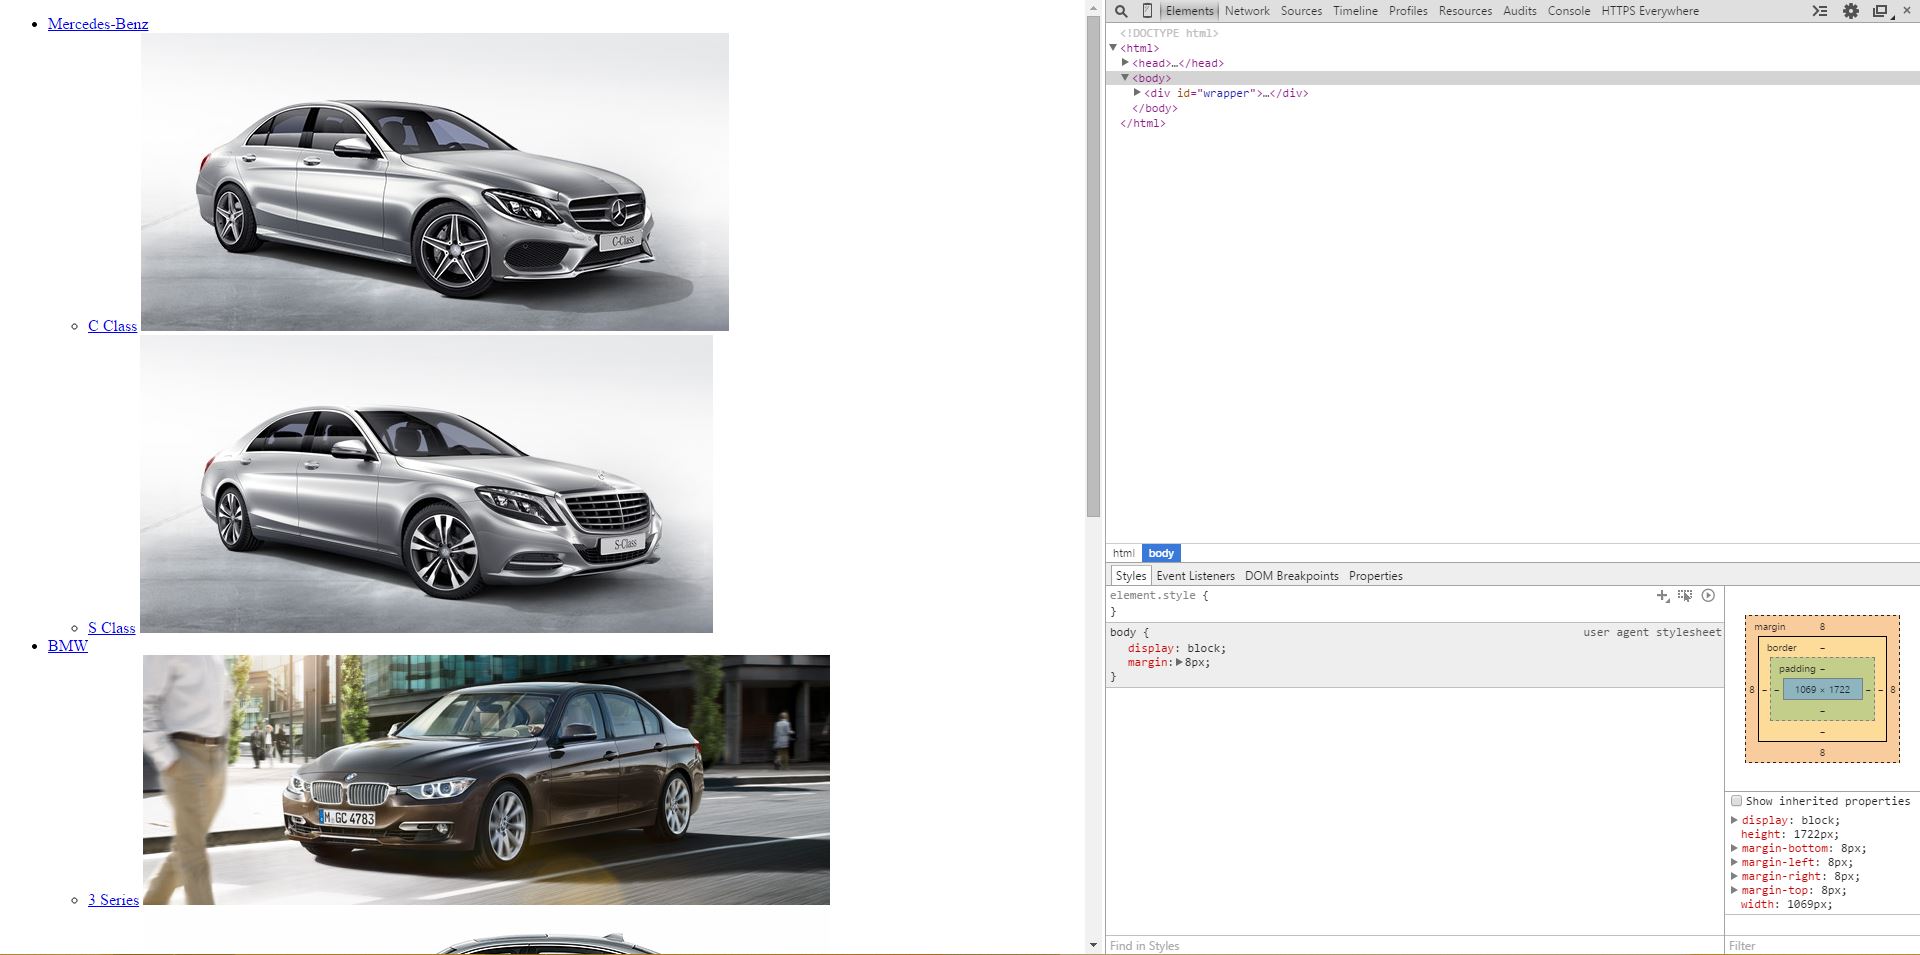 Mercedes-Benz
C-Class
C Class
S-Class
S Class
BMW
M GC 4783
3 Series
Elements Network Sources Timeline Profiles Resources Audits Console HTTPS Everywhere
<!DOCTYPE html>
<html>
<head>…</head>
<body>
<div id="wrapper">…</div>
</body>
</html>
html body
Styles Event Listeners DOM Breakpoints Properties
element.style {
}
body { user agent stylesheet
display: block;
margin: 8px;
}
Find in Styles
margin 8
border –
padding –
8 – – 1069 × 1722 – – 8
–
–
8
Show inherited properties
display: block;
height: 1722px;
margin-bottom: 8px;
margin-left: 8px;
margin-right: 8px;
margin-top: 8px;
width: 1069px;
Filter